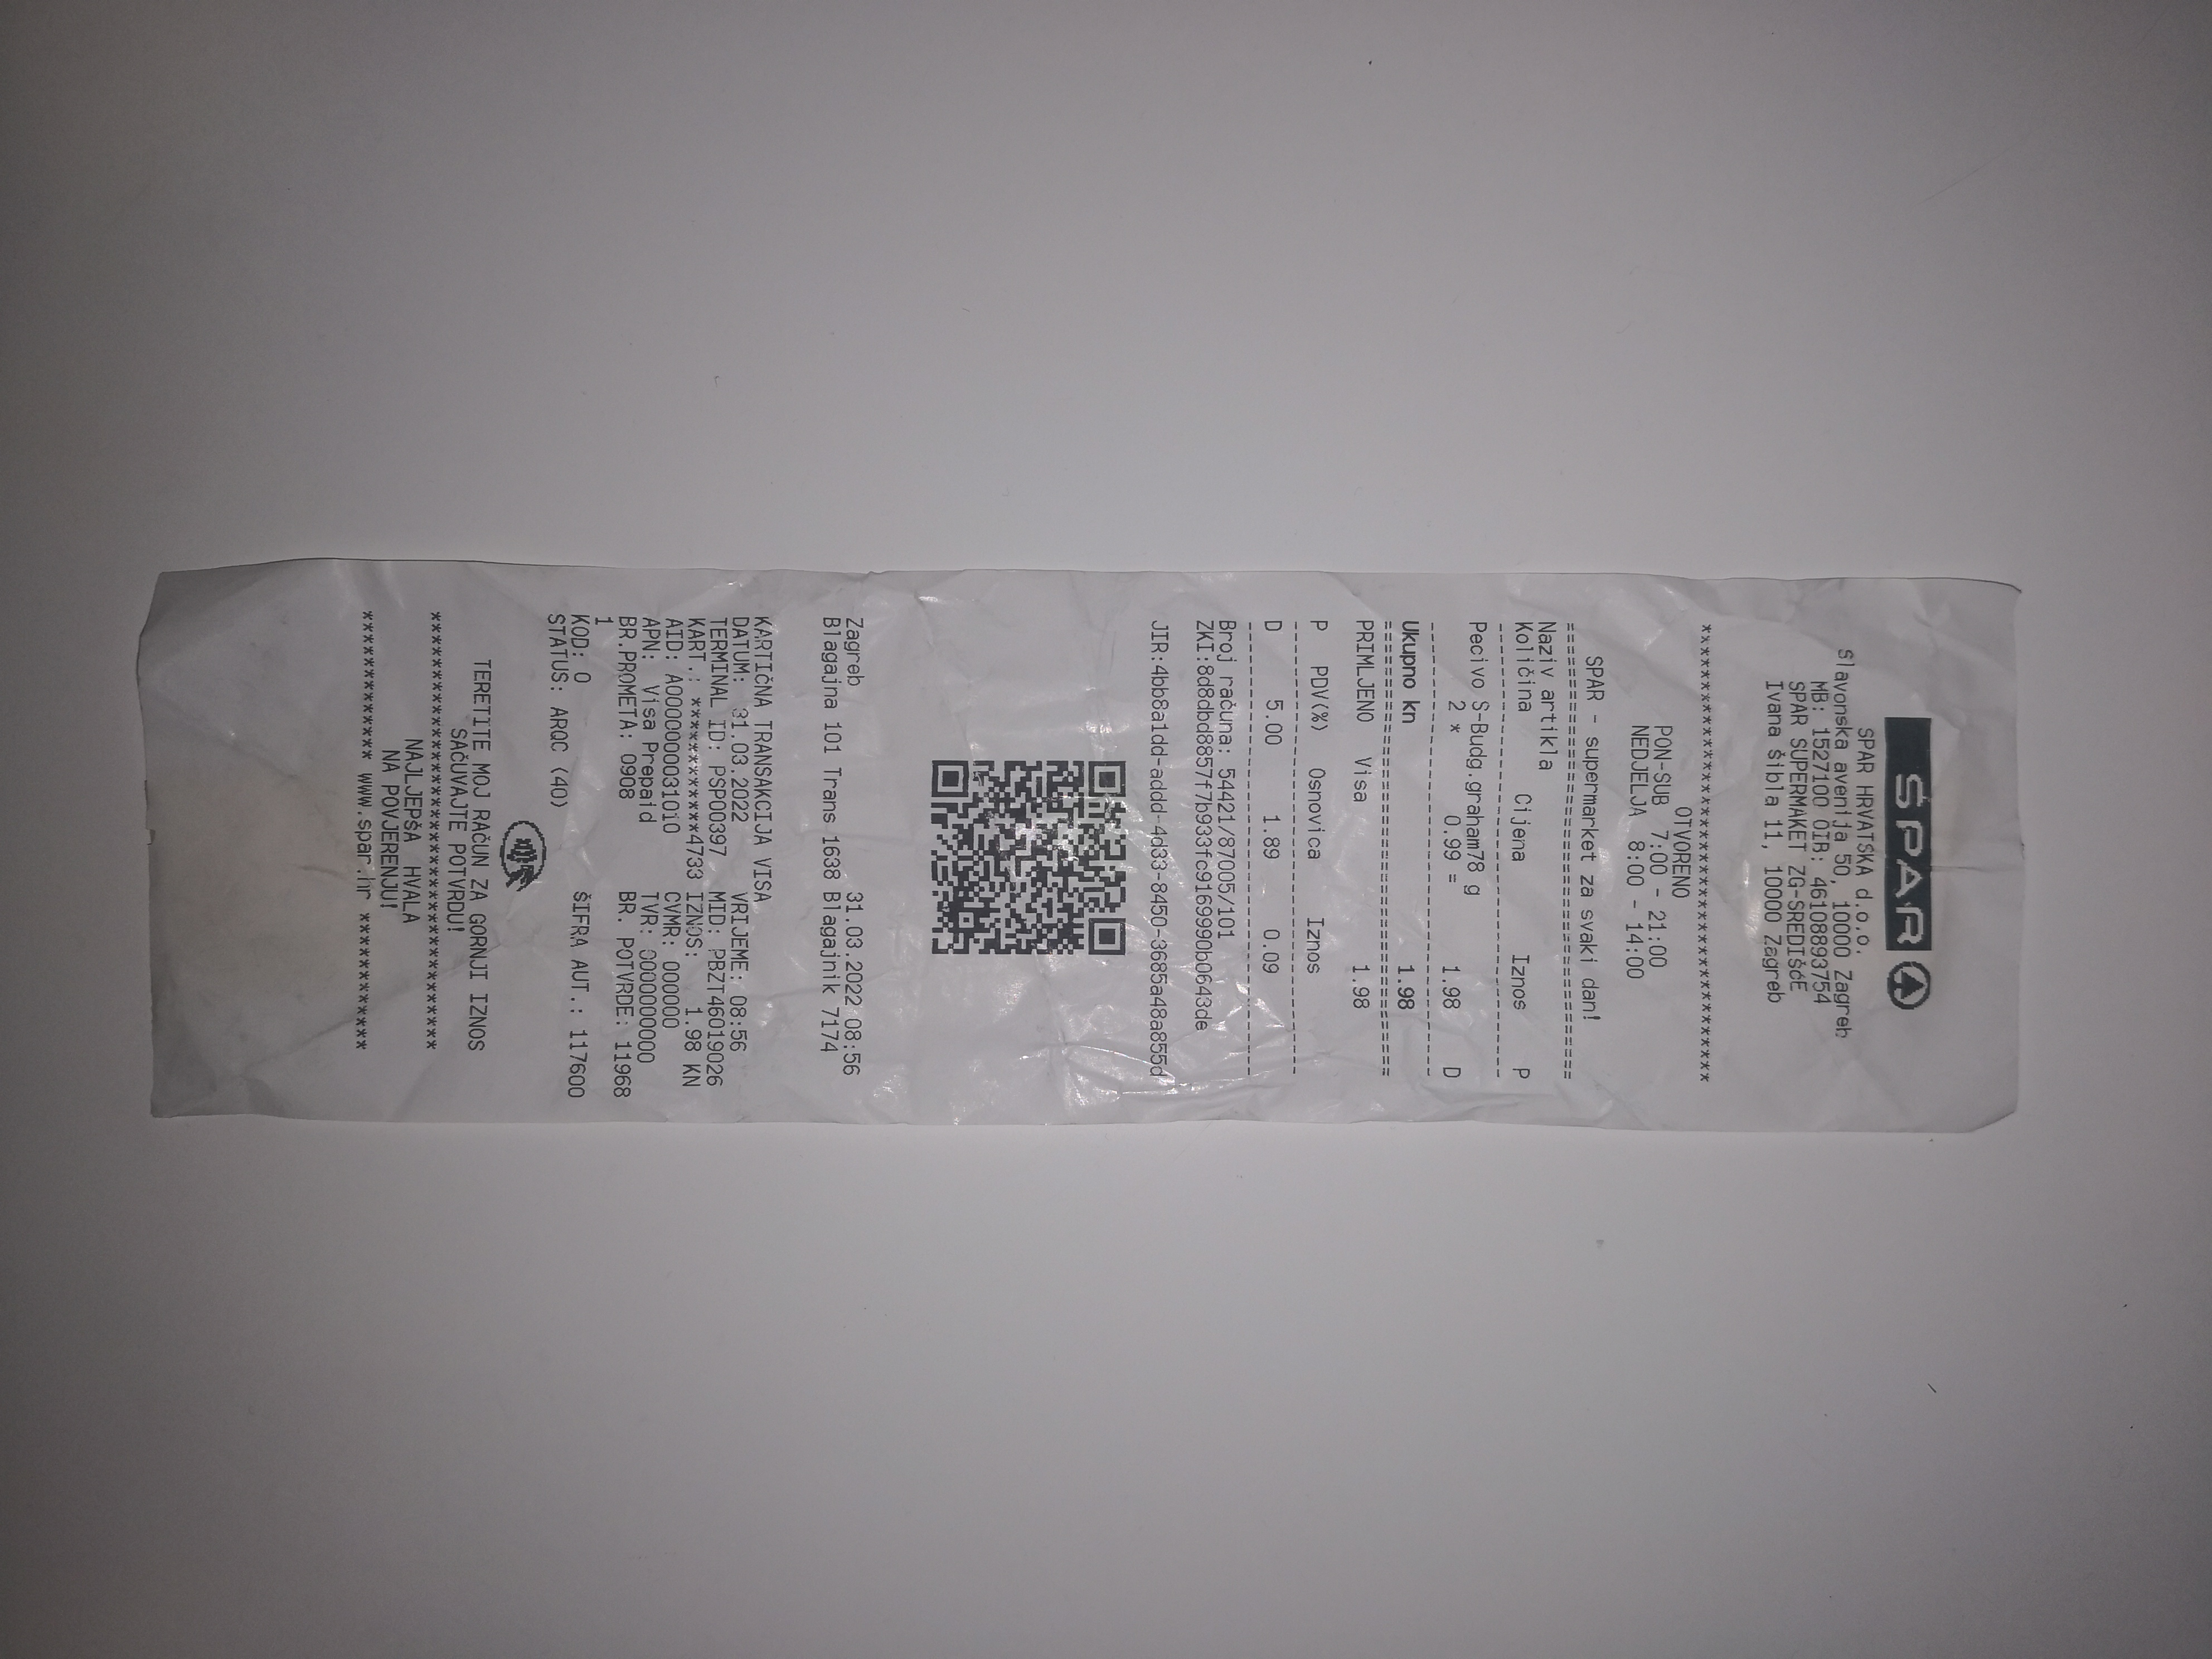 SPAR
SPAR HRVATSKA d.o.o.
Slavonska avenija 50, 10000 Zagreb
MB: 1527100 OIB: 46108893754
SPAR SUPERMAKET ZG-SREDIŠĆE
Ivana Šibla 11, 10000 Zagreb
****************************************
OTVORENO
PON-SUB 7:00 - 21:00
NEDJELJA 8:00 - 14:00
SPAR - supermarket za svaki dan!
========================================
Naziv artikla
Količina Cijena Iznos P
----------------------------------------
Pecivo S-Budg.graham78 g
2 * 0.99 = 1.98 D
----------------------------------------
Ukupno kn 1.98
========================================
PRIMLJENO Visa 1.98
P PDV(%) Osnovica Iznos
----------------------------------------
D 5.00 1.89 0.09
----------------------------------------
Broj računa: 54421/87005/101
ZKI:8d8dbd8857f7b933fc9169990b0643de
JIR:4bb8a1dd-addd-4d33-8450-3685a48a855d
Zagreb 31.03.2022 08:56
Blagajna 101 Trans 1638 Blagajnik 7174
KARTIČNA TRANSAKCIJA VISA
DATUM: 31.03.2022 VRIJEME: 08:56
TERMINAL ID: PSP00397 MID: PBZT46019026
KART.: ************4733 IZNOS: 1.98 KN
AID: A0000000031010 CVMR: 000000
APN: Visa Prepaid TVR: 0000000000
BR.PROMETA: 0908 BR. POTVRDE: 11968
1
KOD: 0 ŠIFRA AUT.: 117600
STATUS: ARQC (40)
TERETITE MOJ RAČUN ZA GORNJI IZNOS
SAČUVAJTE POTVRDU!
**************************************
NAJLJEPŠA HVALA
NA POVJERENJU!
************* www.spar.hr ************